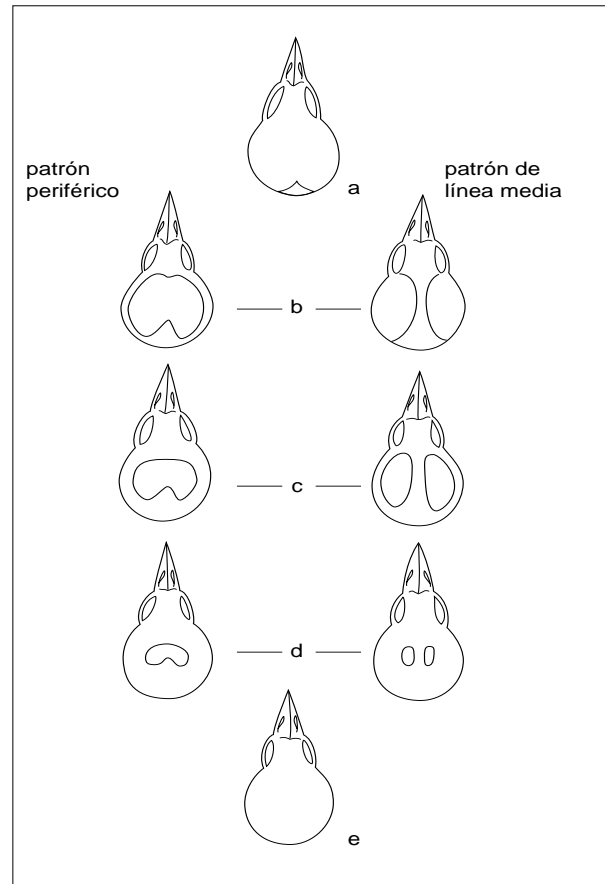 a
patrón
periférico
patrón de
línea media
b
c
d
e